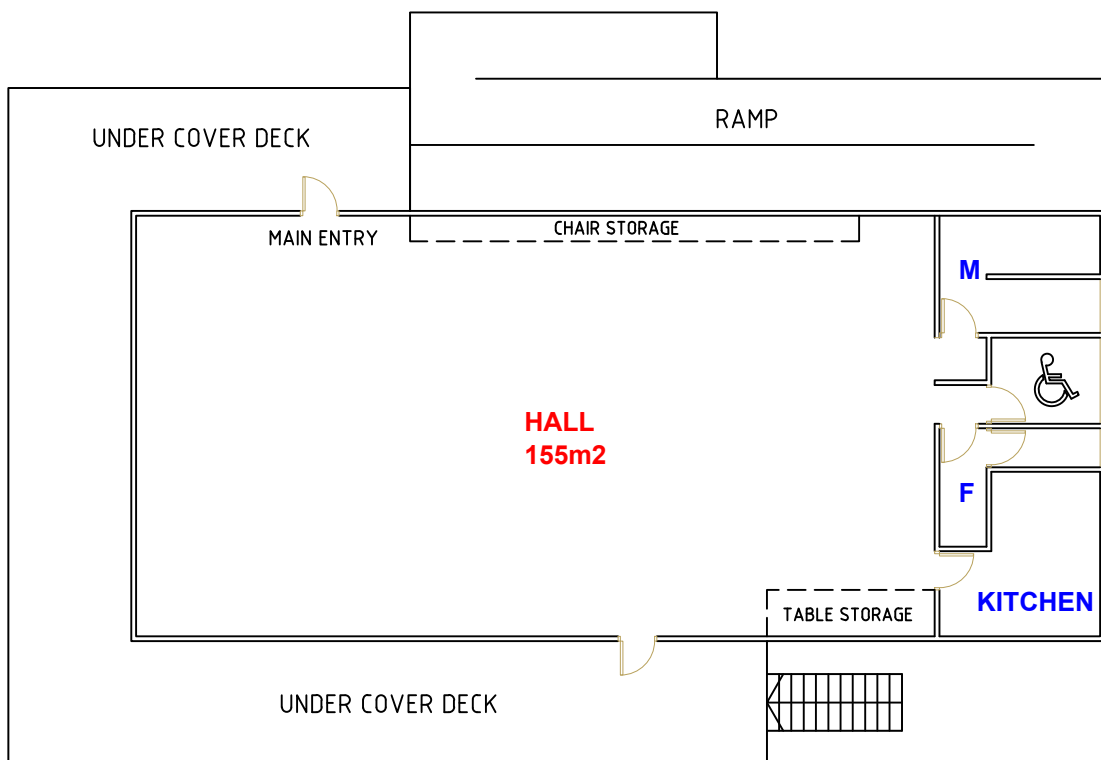 RAMP
UNDER COVER DECK
CHAIR STORAGE
MAIN ENTRY
M
HALL
155m2
F
KITCHEN
TABLE STORAGE
UNDER COVER DECK